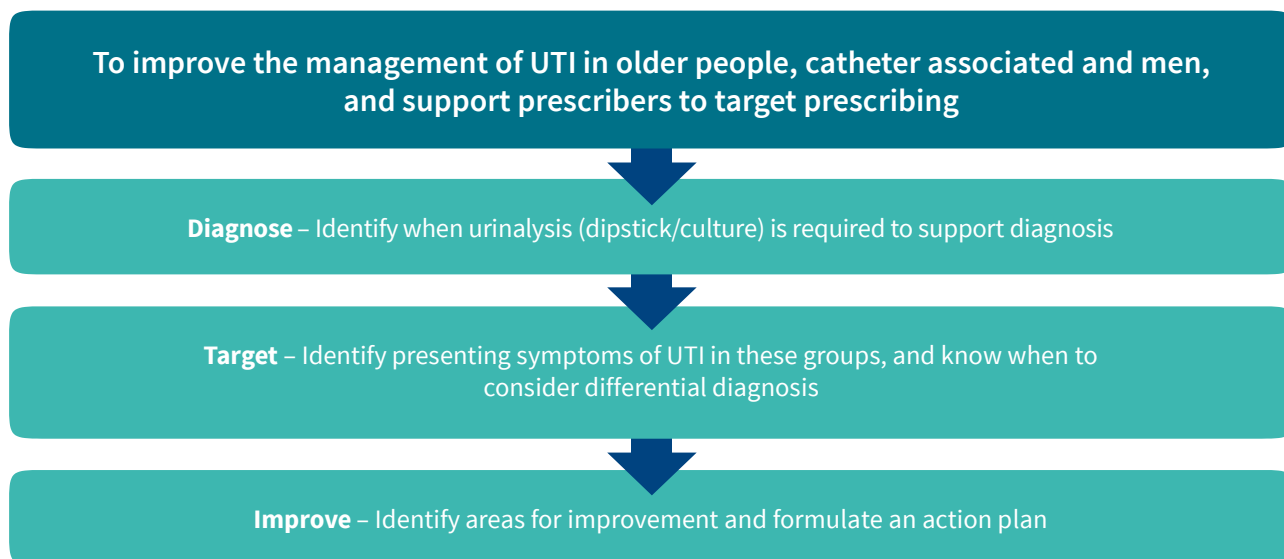 To improve the management of UTI in older people, catheter associated and men,
and support prescribers to target prescribing
Diagnose – Identify when urinalysis (dipstick/culture) is required to support diagnosis
Target – Identify presenting symptoms of UTI in these groups, and know when to
consider differential diagnosis
Improve – Identify areas for improvement and formulate an action plan